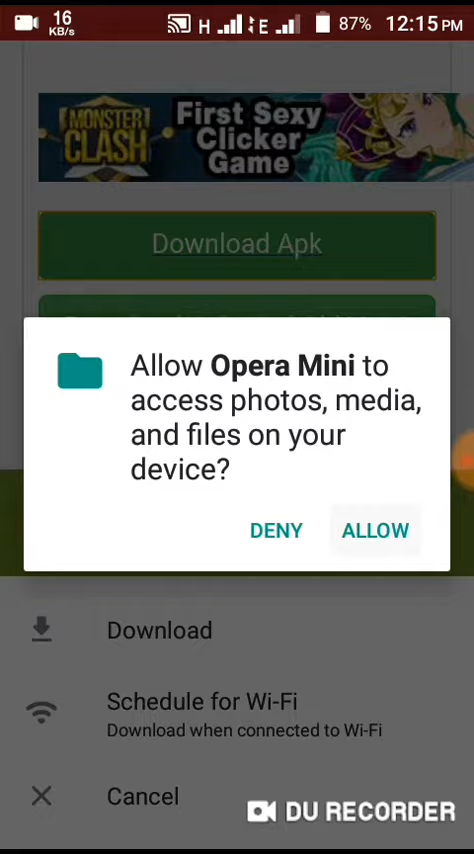 16
KB/s
H
E
87%
12:15 PM
MONSTER
CLASH
First Sexy
Clicker
Game
Download Apk
Allow Opera Mini to
access photos, media,
and files on your
device?
DENY
ALLOW
Download
Schedule for Wi-Fi
Download when connected to Wi-Fi
Cancel
DU RECORDER